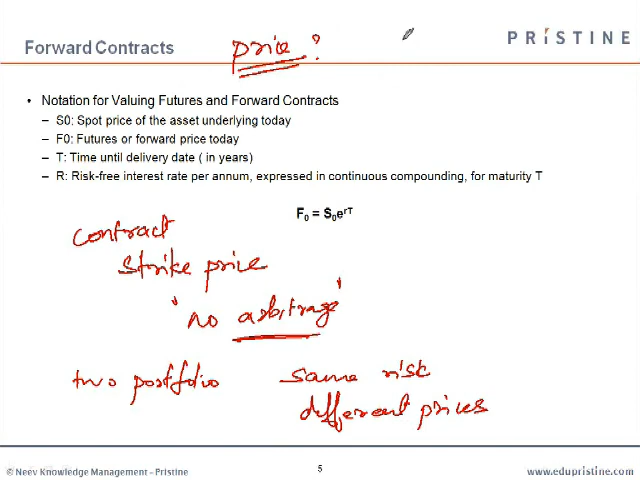 Forward Contracts
price ?
PRISTINE
• Notation for Valuing Futures and Forward Contracts
– S0: Spot price of the asset underlying today
– F0: Futures or forward price today
– T: Time until delivery date ( in years)
– R: Risk-free interest rate per annum, expressed in continuous compounding, for maturity T
F₀ = S₀eʳᵀ
contract
strike price
"no arbitrage"
two portfolio same risk
different prices
© Neev Knowledge Management - Pristine
5
www.edupristine.com